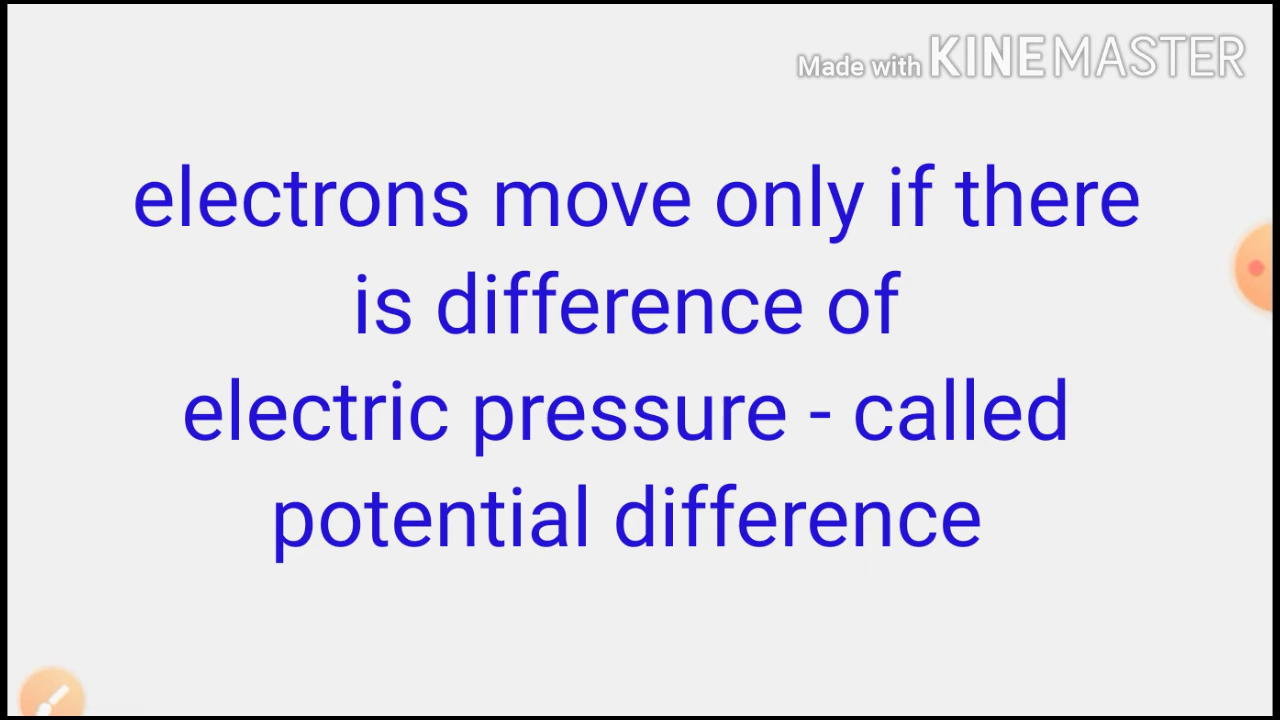 Made with KINEMASTER
electrons move only if there
is difference of
electric pressure - called
potential difference